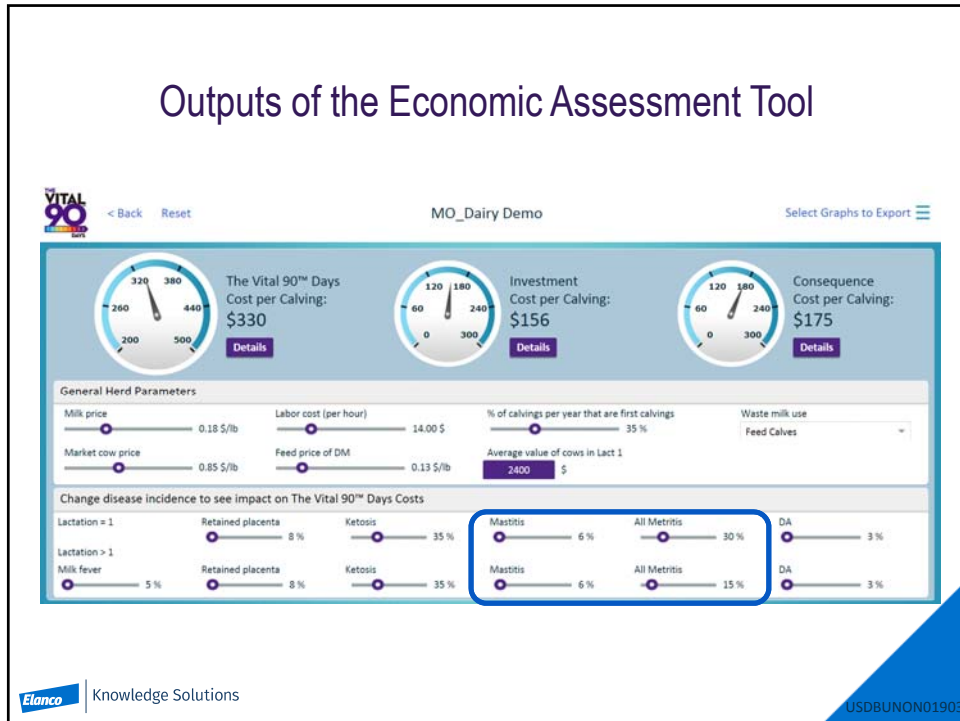 Outputs of the Economic Assessment Tool
THE VITAL 90 DAYS
< Back Reset MO_Dairy Demo Select Graphs to Export
200 260 320 380 440 500
The Vital 90™ Days
Cost per Calving:
$330
Details
0 60 120 180 240 300
Investment
Cost per Calving:
$156
Details
0 60 120 180 240 300
Consequence
Cost per Calving:
$175
Details
General Herd Parameters
Milk price Labor cost (per hour) % of calvings per year that are first calvings Waste milk use
0.18 $/lb 14.00 $ 35 % Feed Calves
Market cow price Feed price of DM Average value of cows in Lact 1
0.85 $/lb 0.13 $/lb 2400 $
Change disease incidence to see impact on The Vital 90™ Days Costs
Lactation = 1 Retained placenta Ketosis Mastitis All Metritis DA
8 % 35 % 6 % 30 % 3 %
Lactation > 1
Milk fever Retained placenta Ketosis Mastitis All Metritis DA
5 % 8 % 35 % 6 % 15 % 3 %
Elanco Knowledge Solutions
USDBUNON01903